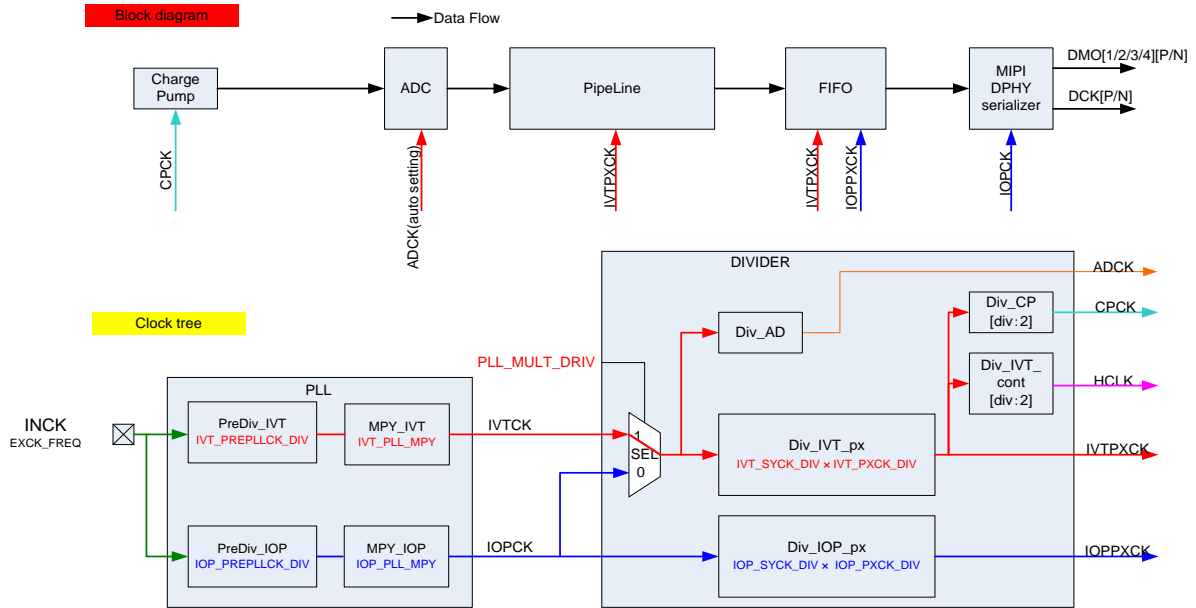 Block diagram
Data Flow
Charge
Pump
ADC
PipeLine
FIFO
MIPI
DPHY
serializer
DMO[1/2/3/4][P/N]
DCK[P/N]
CPCK
ADCK(auto setting)
IVTPXCK
IVTPXCK
IOPPXCK
IOPCK
Clock tree
DIVIDER
ADCK
Div_AD
Div_CP
[div:2]
CPCK
PLL_MULT_DRIV
Div_IVT_
cont
[div:2]
HCLK
PLL
INCK
EXCK_FREQ
PreDiv_IVT
IVT_PREPLLCK_DIV
MPY_IVT
IVT_PLL_MPY
IVTCK
1
SEL
0
Div_IVT_px
IVT_SYCK_DIV × IVT_PXCK_DIV
IVTPXCK
PreDiv_IOP
IOP_PREPLLCK_DIV
MPY_IOP
IOP_PLL_MPY
IOPCK
Div_IOP_px
IOP_SYCK_DIV × IOP_PXCK_DIV
IOPPXCK